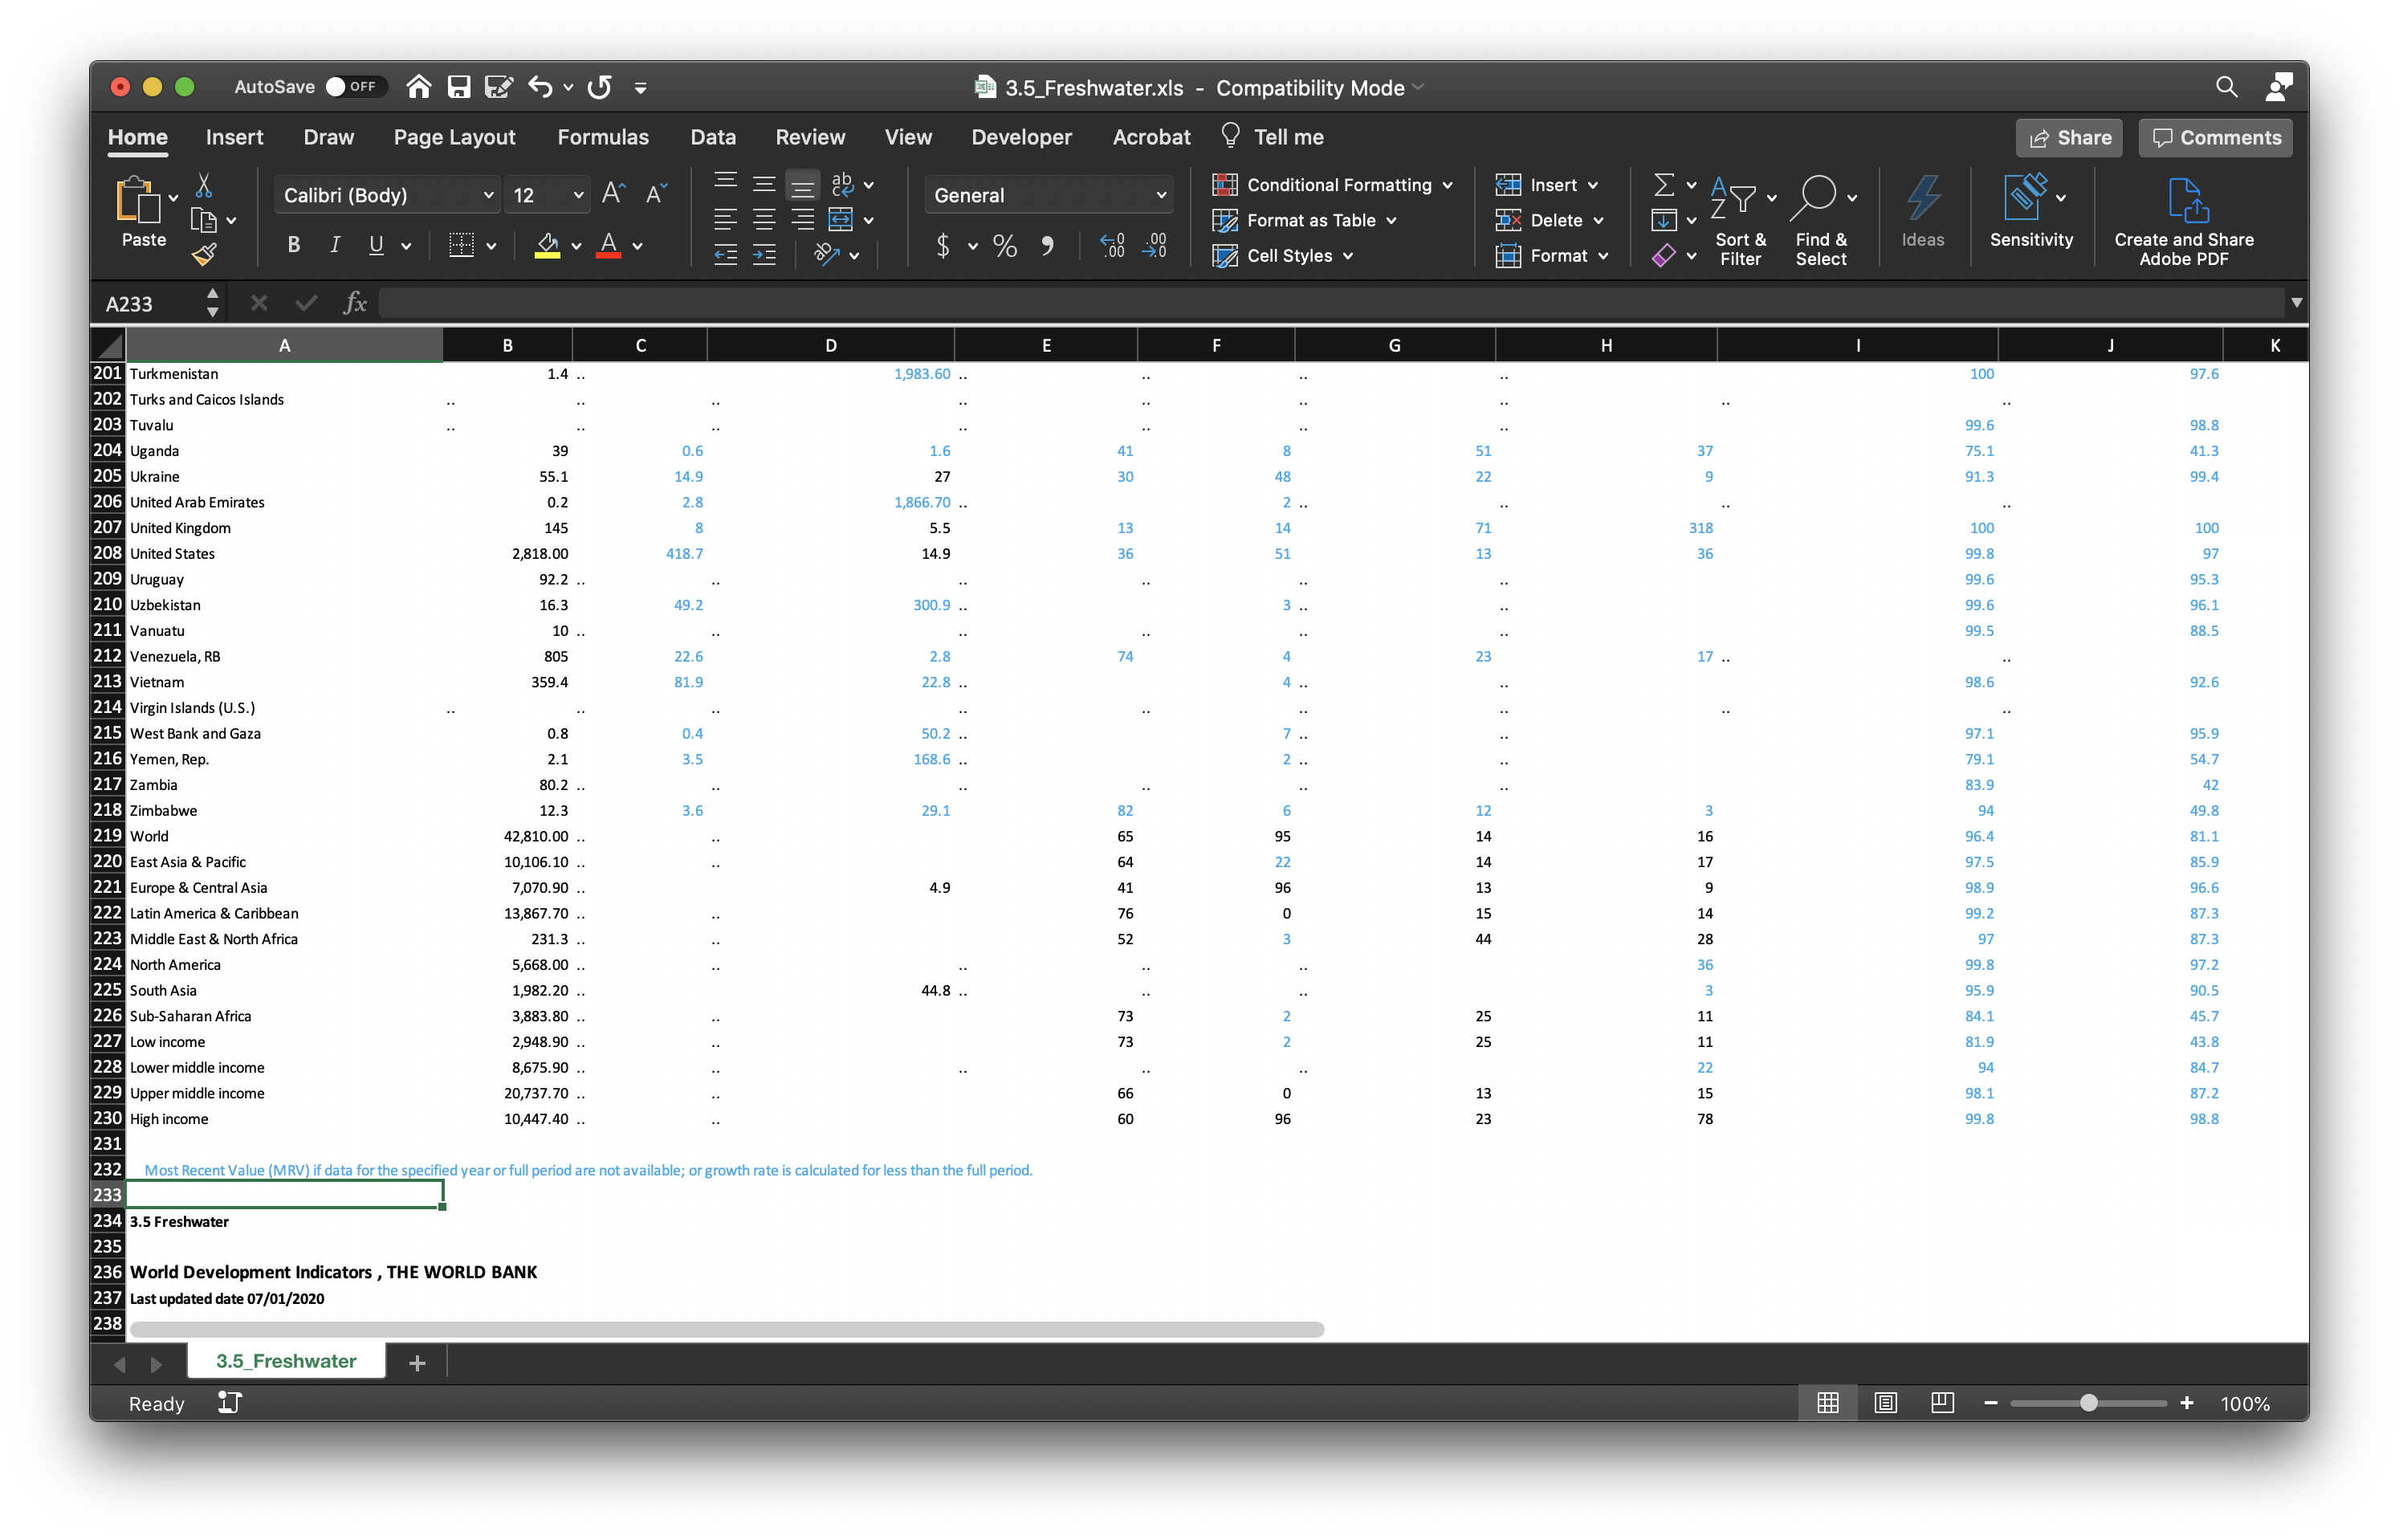 AutoSave OFF 3.5_Freshwater.xls - Compatibility Mode
Home Insert Draw Page Layout Formulas Data Review View Developer Acrobat Tell me Share Comments
Paste Calibri (Body) 12 General Conditional Formatting Format as Table Cell Styles Insert Delete Format Sort & Filter Find & Select Ideas Sensitivity Create and Share Adobe PDF
A233 fx
A B C D E F G H I J K
201 Turkmenistan 1.4 .. 1,983.60 .. .. .. .. 100 97.6
202 Turks and Caicos Islands .. .. .. .. .. .. .. .. ..
203 Tuvalu .. .. .. .. .. .. .. 99.6 98.8
204 Uganda 39 0.6 1.6 41 8 51 37 75.1 41.3
205 Ukraine 55.1 14.9 27 30 48 22 9 91.3 99.4
206 United Arab Emirates 0.2 2.8 1,866.70 .. 2 .. .. .. ..
207 United Kingdom 145 8 5.5 13 14 71 318 100 100
208 United States 2,818.00 418.7 14.9 36 51 13 36 99.8 97
209 Uruguay 92.2 .. .. .. .. .. .. 99.6 95.3
210 Uzbekistan 16.3 49.2 300.9 .. 3 .. .. 99.6 96.1
211 Vanuatu 10 .. .. .. .. .. .. 99.5 88.5
212 Venezuela, RB 805 22.6 2.8 74 4 23 17 .. ..
213 Vietnam 359.4 81.9 22.8 .. 4 .. .. 98.6 92.6
214 Virgin Islands (U.S.) .. .. .. .. .. .. .. .. ..
215 West Bank and Gaza 0.8 0.4 50.2 .. 7 .. .. 97.1 95.9
216 Yemen, Rep. 2.1 3.5 168.6 .. 2 .. .. 79.1 54.7
217 Zambia 80.2 .. .. .. .. .. .. 83.9 42
218 Zimbabwe 12.3 3.6 29.1 82 6 12 3 94 49.8
219 World 42,810.00 .. .. 65 95 14 16 96.4 81.1
220 East Asia & Pacific 10,106.10 .. .. 64 22 14 17 97.5 85.9
221 Europe & Central Asia 7,070.90 .. 4.9 41 96 13 9 98.9 96.6
222 Latin America & Caribbean 13,867.70 .. .. 76 0 15 14 99.2 87.3
223 Middle East & North Africa 231.3 .. .. 52 3 44 28 97 87.3
224 North America 5,668.00 .. .. .. .. .. 36 99.8 97.2
225 South Asia 1,982.20 .. 44.8 .. .. .. 3 95.9 90.5
226 Sub-Saharan Africa 3,883.80 .. .. 73 2 25 11 84.1 45.7
227 Low income 2,948.90 .. .. 73 2 25 11 81.9 43.8
228 Lower middle income 8,675.90 .. .. .. .. .. 22 94 84.7
229 Upper middle income 20,737.70 .. .. 66 0 13 15 98.1 87.2
230 High income 10,447.40 .. .. 60 96 23 78 99.8 98.8
231
232 Most Recent Value (MRV) if data for the specified year or full period are not available; or growth rate is calculated for less than the full period.
233
234 3.5 Freshwater
235
236 World Development Indicators , THE WORLD BANK
237 Last updated date 07/01/2020
238
3.5_Freshwater
Ready 100%